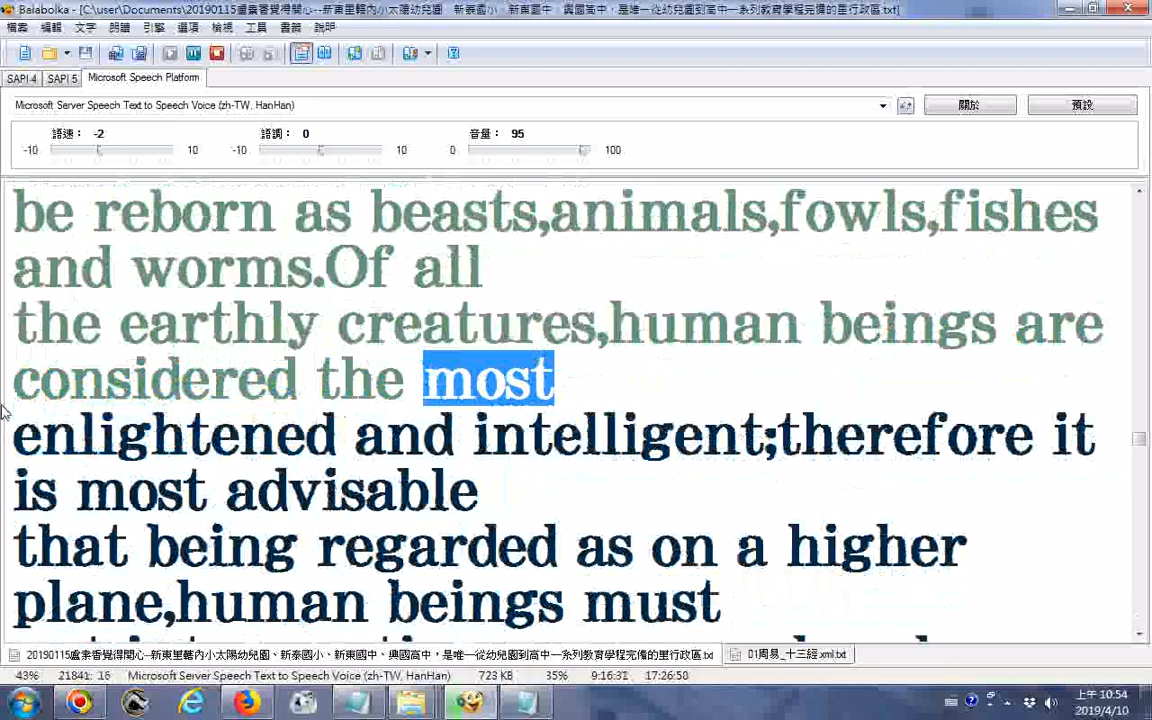 Balabolka - [C:\user\Documents\20190115盧素香覺得開心--新東里轄內小太陽幼兒園、新泰國小、新東國中、興國高中,是唯一從幼兒園到高中一系列教育學程完備的里行政區.txt]
檔案 編輯 文字 朗讀 引擎 選項 檢視 工具 書籤 說明
SAPI 4 SAPI 5 Microsoft Speech Platform
Microsoft Server Speech Text to Speech Voice (zh-TW, HanHan) 關於 預設
語速: -2 語調: 0 音量: 95
-10 10 -10 10 0 100
be reborn as beasts,animals,fowls,fishes
and worms.Of all
the earthly creatures,human beings are
considered the most
enlightened and intelligent;therefore it
is most advisable
that being regarded as on a higher
plane,human beings must
20190115盧素香覺得開心--新東里轄內小太陽幼兒園、新泰國小、新東國中、興國高中,是唯一從幼兒園到高中一系列教育學程完備的里行政區.txt 01周易_十三經.xml.txt
43% 21841: 16 Microsoft Server Speech Text to Speech Voice (zh-TW, HanHan) 723 KB 35% 9:16:31 17:26:58
上午 10:54
2019/4/10